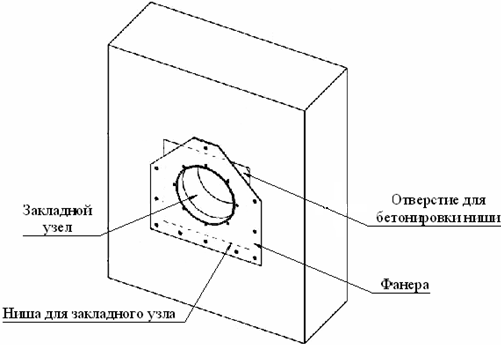 Отверстие для
бетонировки ниши
Закладной
узел
Фанера
Ниша для закладного узла